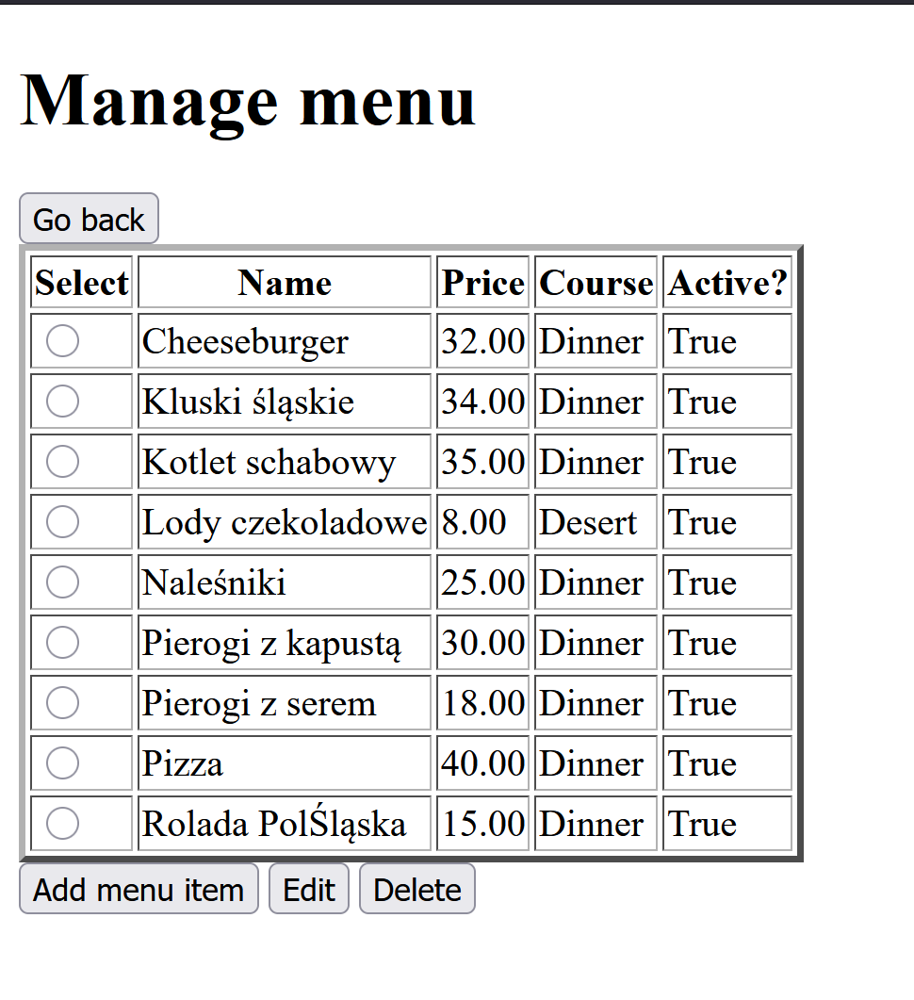 Manage menu
Go back
Select Name Price Course Active?
Cheeseburger 32.00 Dinner True
Kluski śląskie 34.00 Dinner True
Kotlet schabowy 35.00 Dinner True
Lody czekoladowe 8.00 Desert True
Naleśniki 25.00 Dinner True
Pierogi z kapustą 30.00 Dinner True
Pierogi z serem 18.00 Dinner True
Pizza 40.00 Dinner True
Rolada PolŚląska 15.00 Dinner True
Add menu item Edit Delete